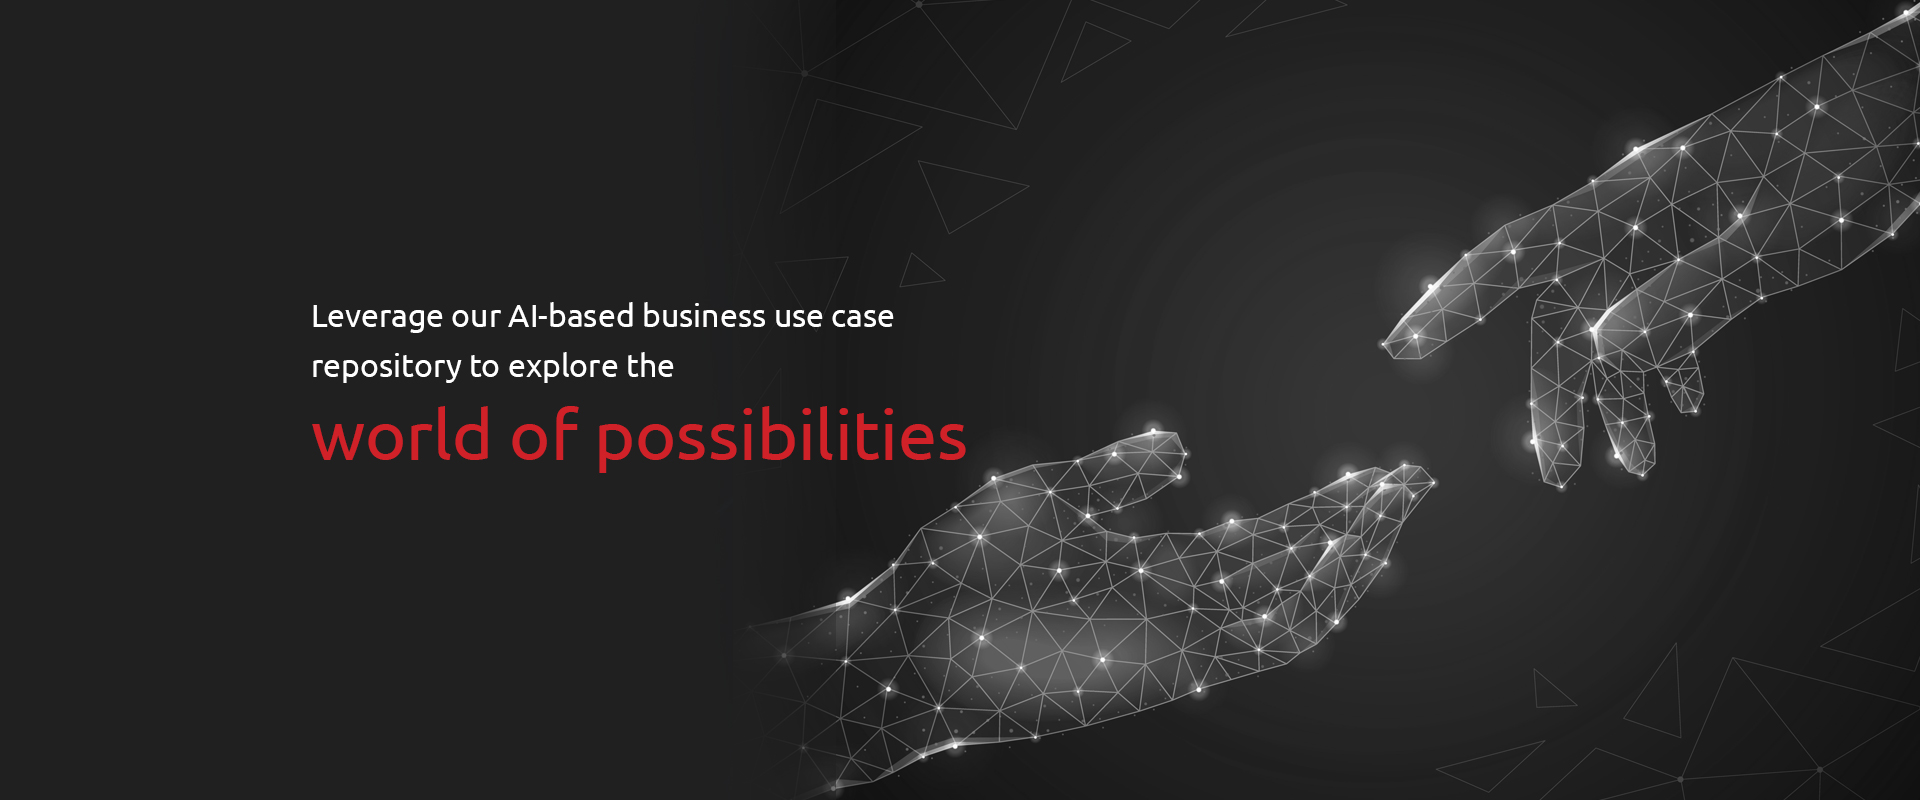 Leverage our AI-based business use case
repository to explore the
world of possibilities